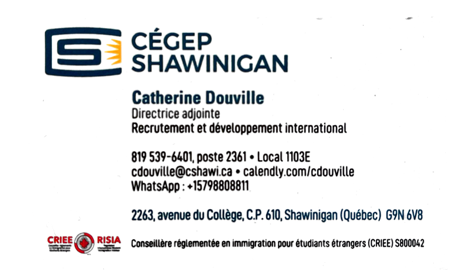 CÉGEP
SHAWINIGAN
Catherine Douville
Directrice adjointe
Recrutement et développement international
819 539-6401, poste 2361 • Local 1103E
cdouville@cshawi.ca • calendly.com/cdouville
WhatsApp : +15798808811
2263, avenue du Collège, C.P. 610, Shawinigan (Québec) G9N 6V8
CRIEE RISIA
Conseillère réglementée en immigration pour étudiants étrangers (CRIEE) S800042